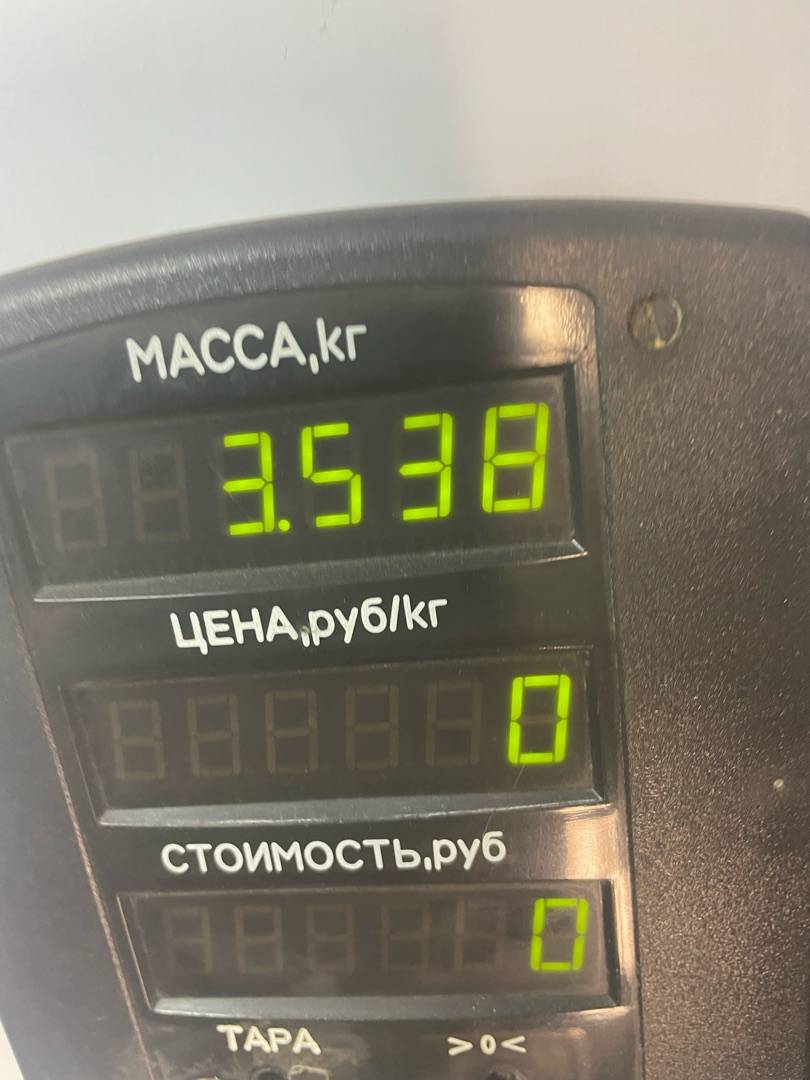 МАССА,кг
3.538
ЦЕНА,руб/кг
0
СТОИМОСТЬ,руб
0
ТАРА >0<